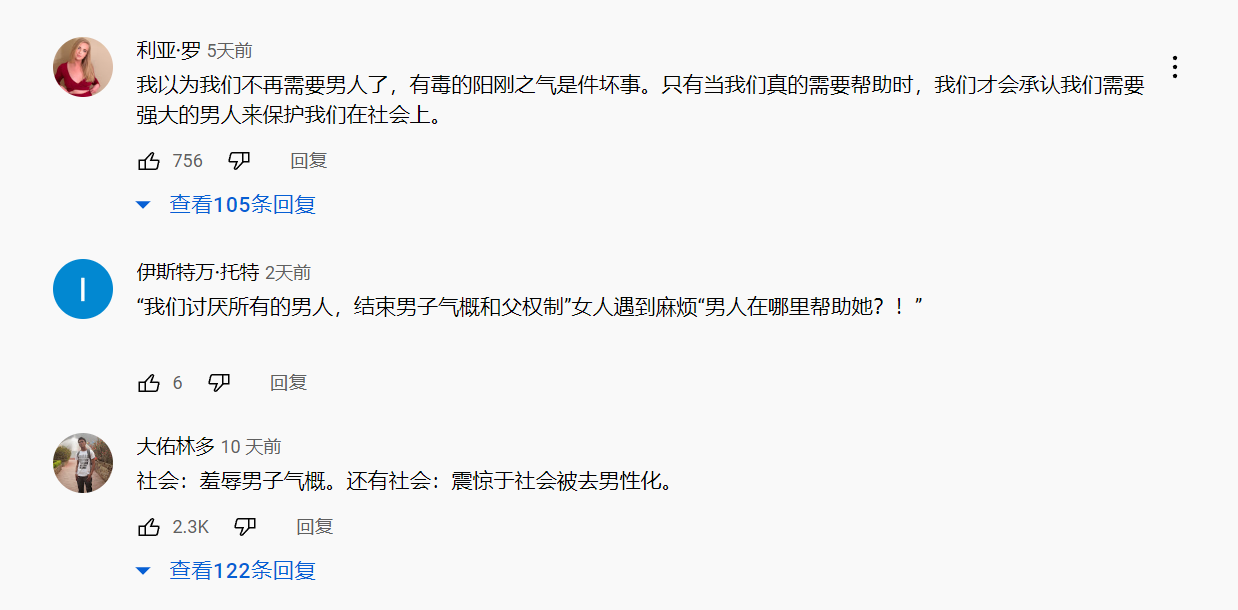 利亚·罗 5天前
我以为我们不再需要男人了，有毒的阳刚之气是件坏事。只有当我们真的需要帮助时，我们才会承认我们需要
强大的男人来保护我们在社会上。
756 回复
查看105条回复
I
伊斯特万·托特 2天前
“我们讨厌所有的男人，结束男子气概和父权制”女人遇到麻烦“男人在哪里帮助她？！”
6 回复
大佑林多 10 天前
社会：羞辱男子气概。还有社会：震惊于社会被去男性化。
2.3K 回复
查看122条回复